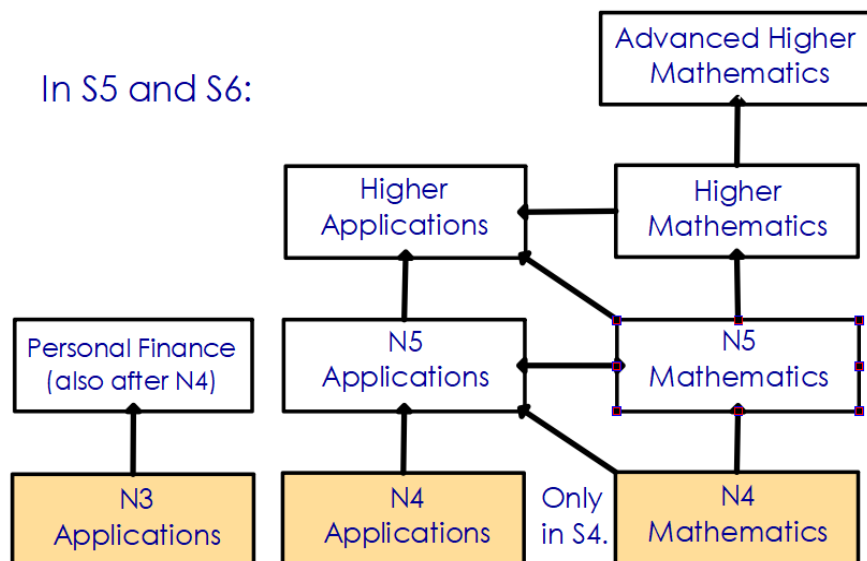 Advanced Higher
Mathematics
In S5 and S6:
Higher
Applications
Higher
Mathematics
Personal Finance
(also after N4)
N5
Applications
N5
Mathematics
N3
Applications
N4
Applications
Only
in S4.
N4
Mathematics